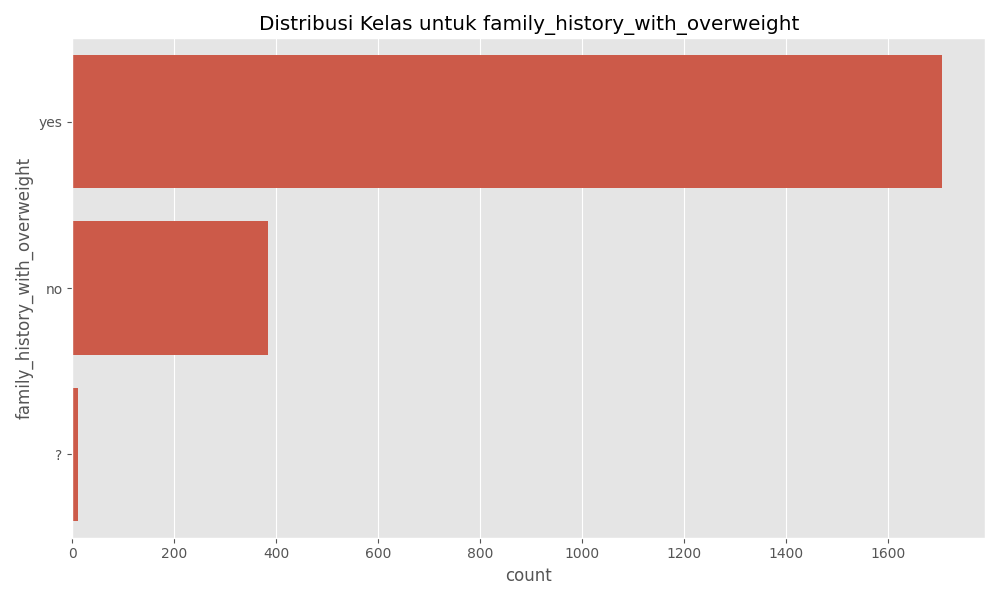 Distribusi Kelas untuk family_history_with_overweight
family_history_with_overweight
yes
no
?
0 200 400 600 800 1000 1200 1400 1600
count